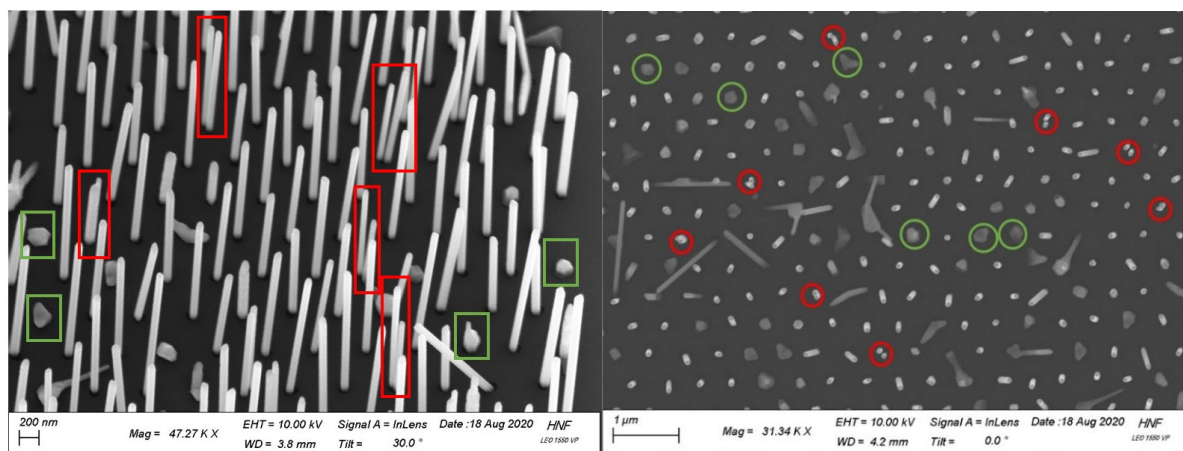 200 nm
Mag = 47.27 K X
EHT = 10.00 kV
WD = 3.8 mm
Signal A = InLens
Tilt = 30.0 °
Date :18 Aug 2020
HNF
LEO 1550 VP
1 µm
Mag = 31.34 K X
EHT = 10.00 kV
WD = 4.2 mm
Signal A = InLens
Tilt = 0.0 °
Date :18 Aug 2020
HNF
LEO 1550 VP